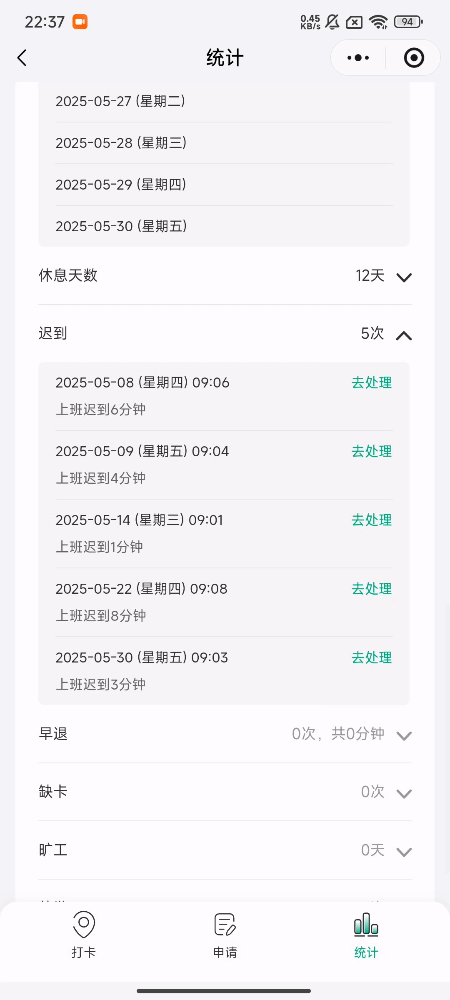 22:37
0.45 KB/s
94
统计
2025-05-27 (星期二)
2025-05-28 (星期三)
2025-05-29 (星期四)
2025-05-30 (星期五)
休息天数 12天
迟到 5次
2025-05-08 (星期四) 09:06 去处理
上班迟到6分钟
2025-05-09 (星期五) 09:04 去处理
上班迟到4分钟
2025-05-14 (星期三) 09:01 去处理
上班迟到1分钟
2025-05-22 (星期四) 09:08 去处理
上班迟到8分钟
2025-05-30 (星期五) 09:03 去处理
上班迟到3分钟
早退 0次，共0分钟
缺卡 0次
旷工 0天
打卡 申请 统计